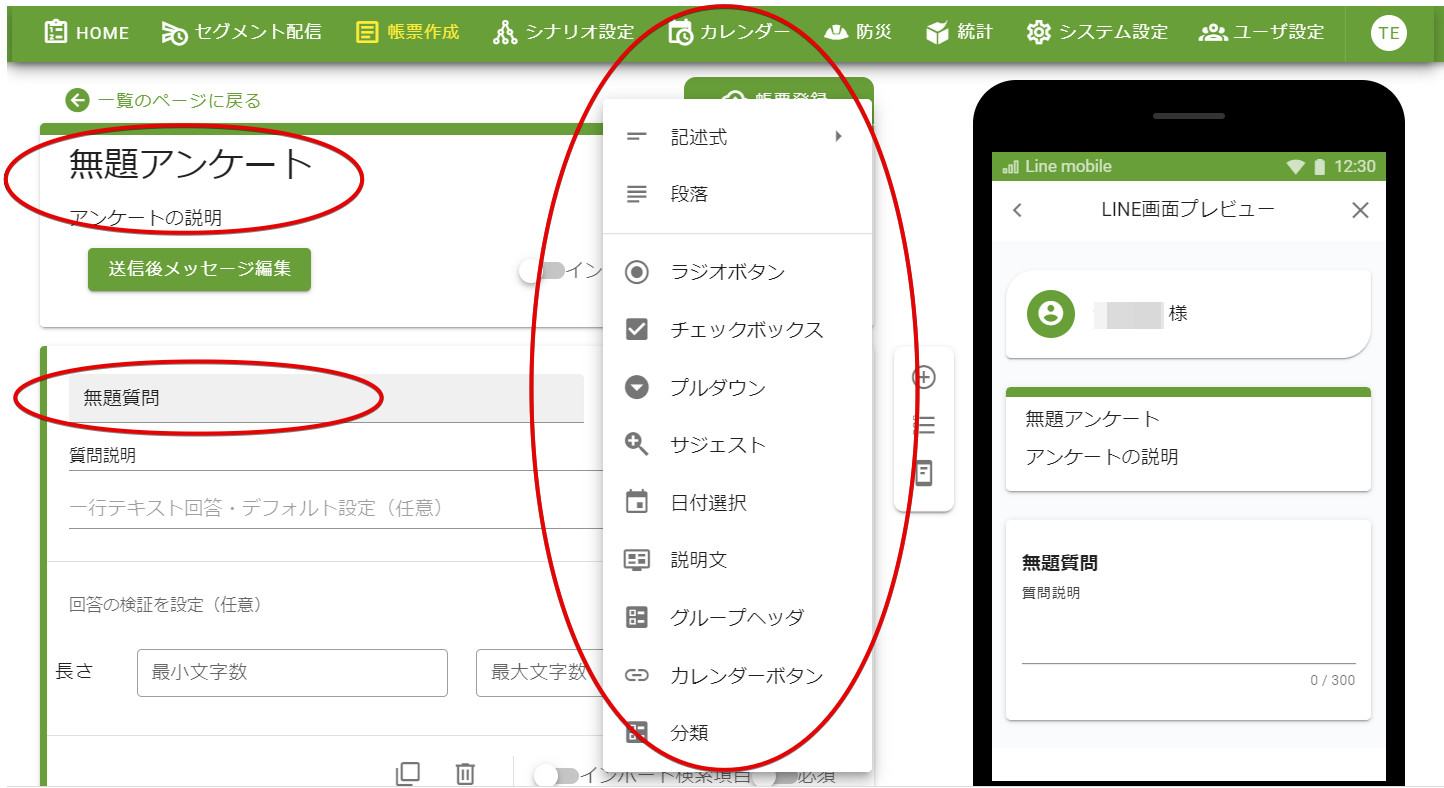 HOME セグメント配信 帳票作成 シナリオ設定 カレンダー 防災 統計 システム設定 ユーザ設定 TE
一覧のページに戻る
帳票登録
無題アンケート
アンケートの説明
送信後メッセージ編集
イン
無題質問
質問説明
一行テキスト回答・デフォルト設定（任意）
回答の検証を設定（任意）
長さ
最小文字数
最大文字数
インポート検索項目
必須
記述式
段落
ラジオボタン
チェックボックス
プルダウン
サジェスト
日付選択
説明文
グループヘッダ
カレンダーボタン
分類
Line mobile 12:30
LINE画面プレビュー
様
無題アンケート
アンケートの説明
無題質問
質問説明
0 / 300